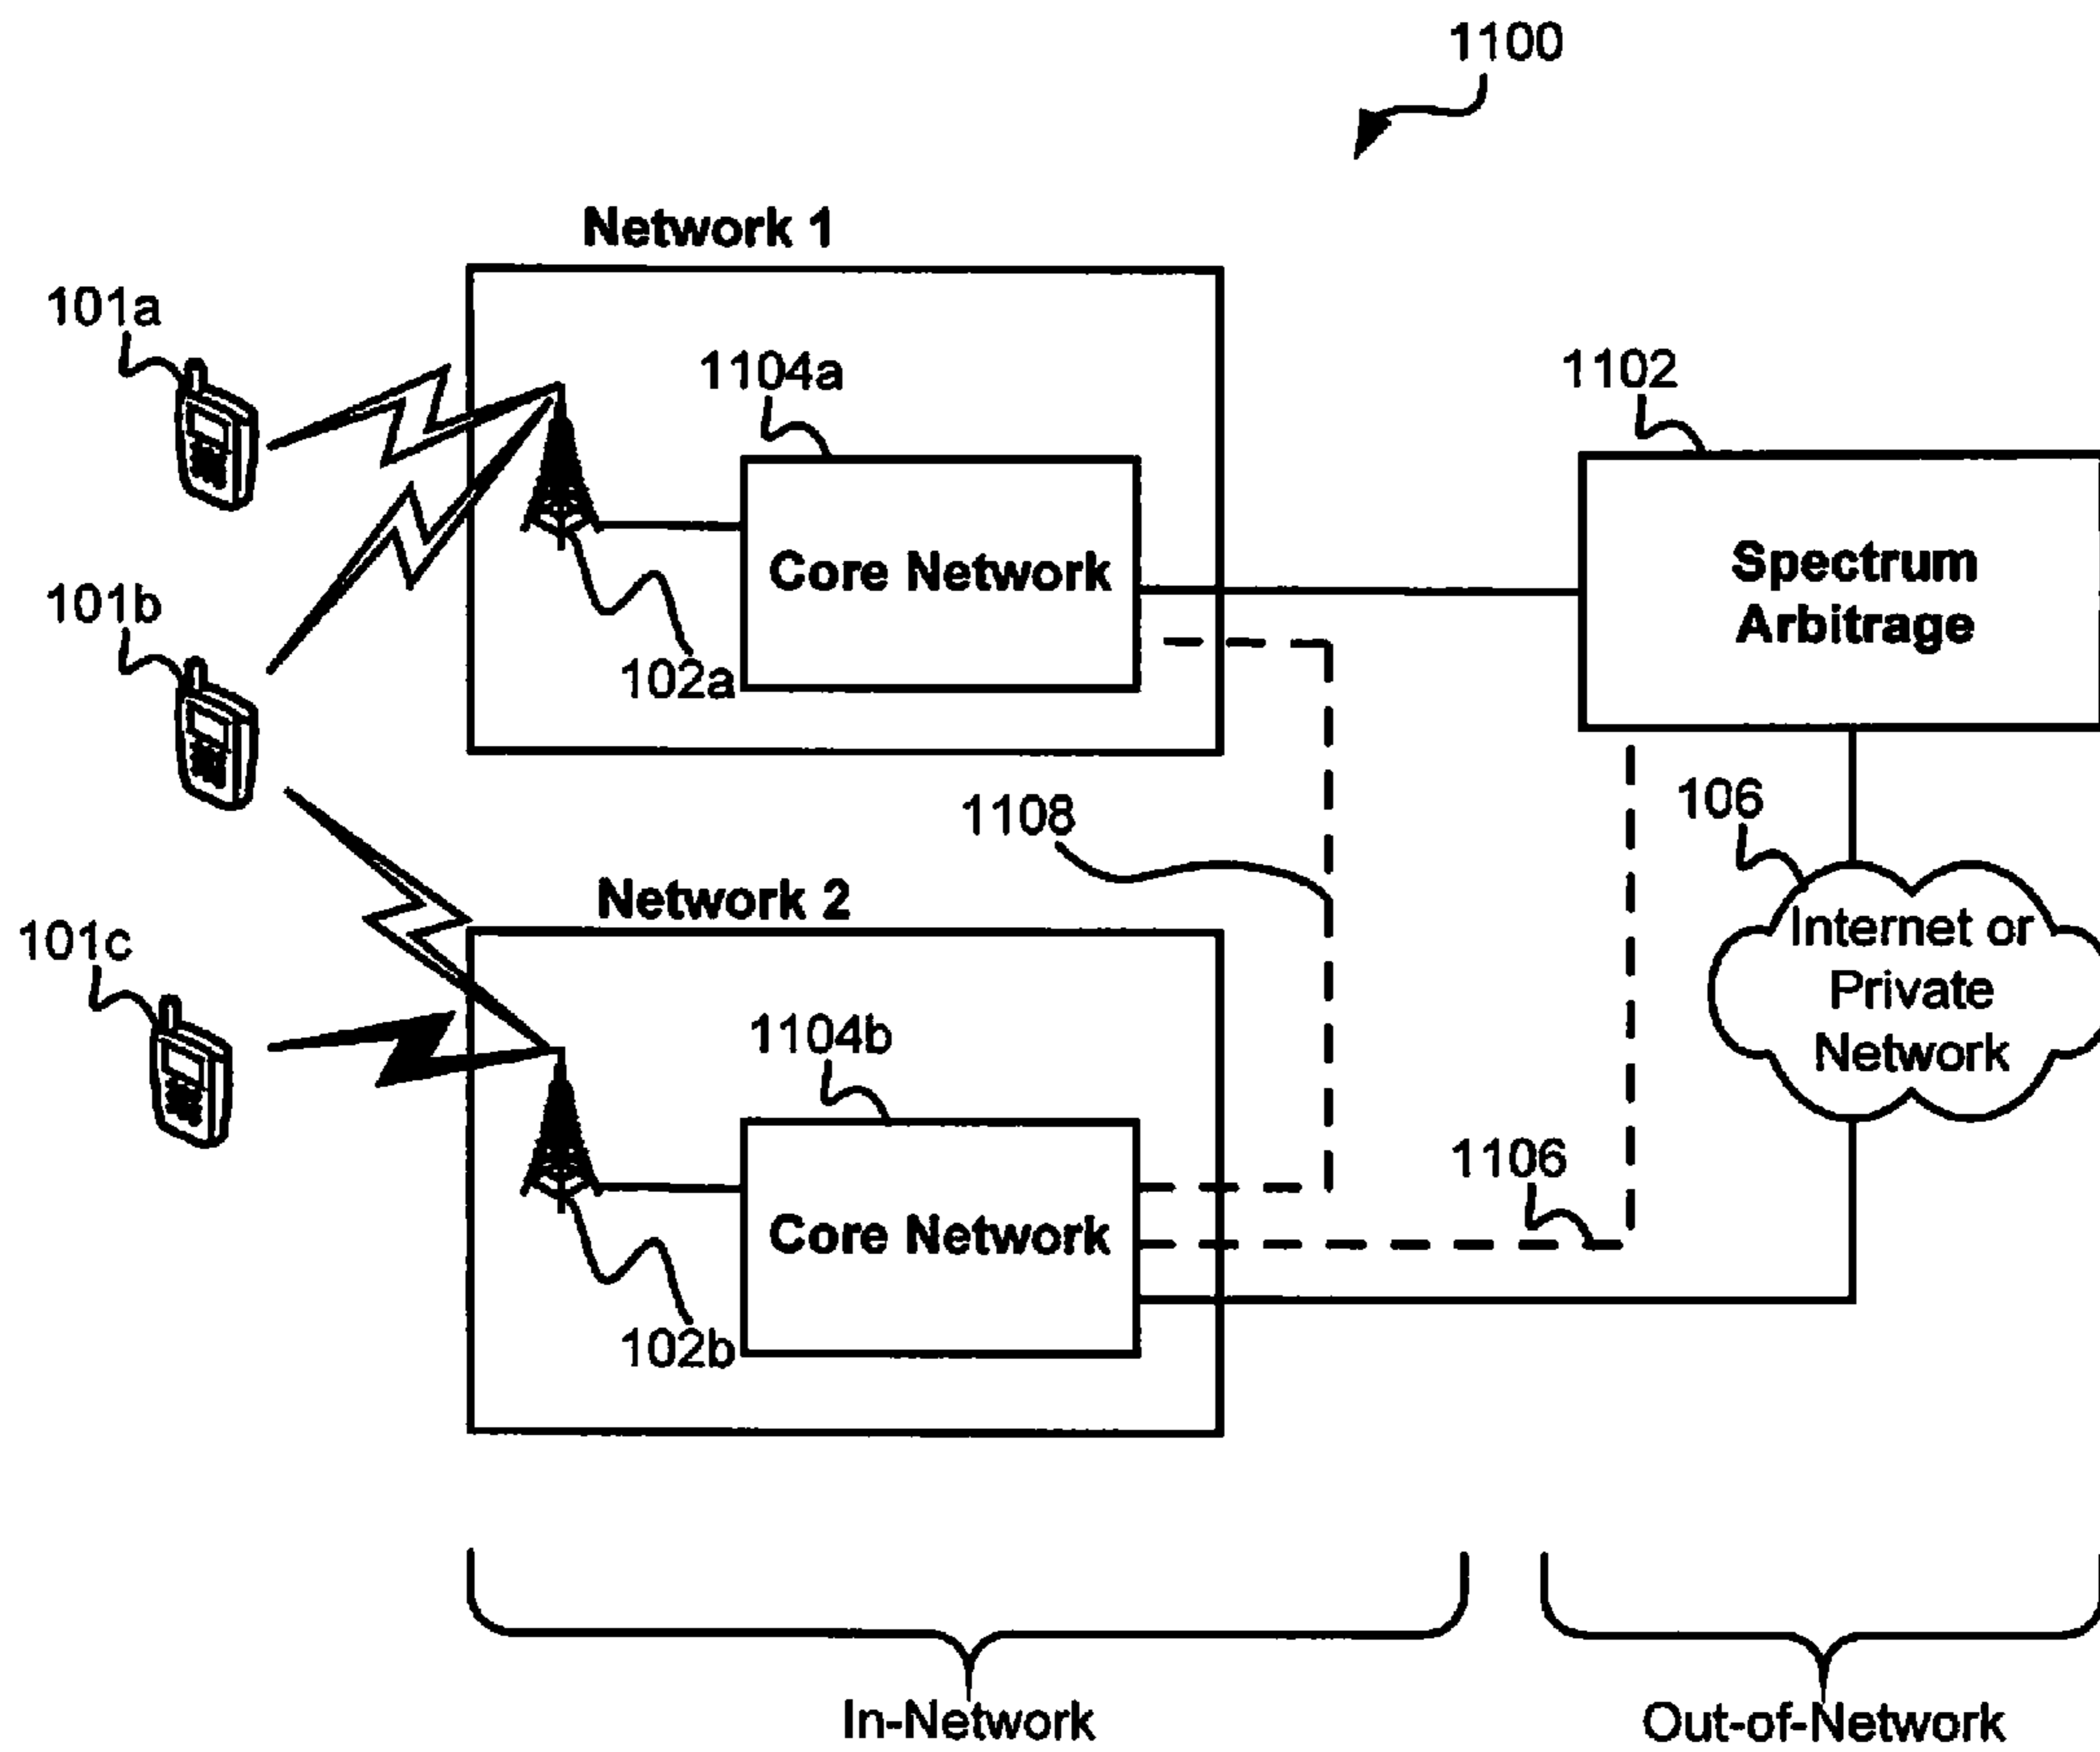 1100
Network 1
101a
1104a
1102
Core Network
Spectrum
Arbitrage
101b
102a
1108
106
Network 2
Internet or
Private
Network
101c
1104b
1106
Core Network
102b
In-Network
Out-of-Network